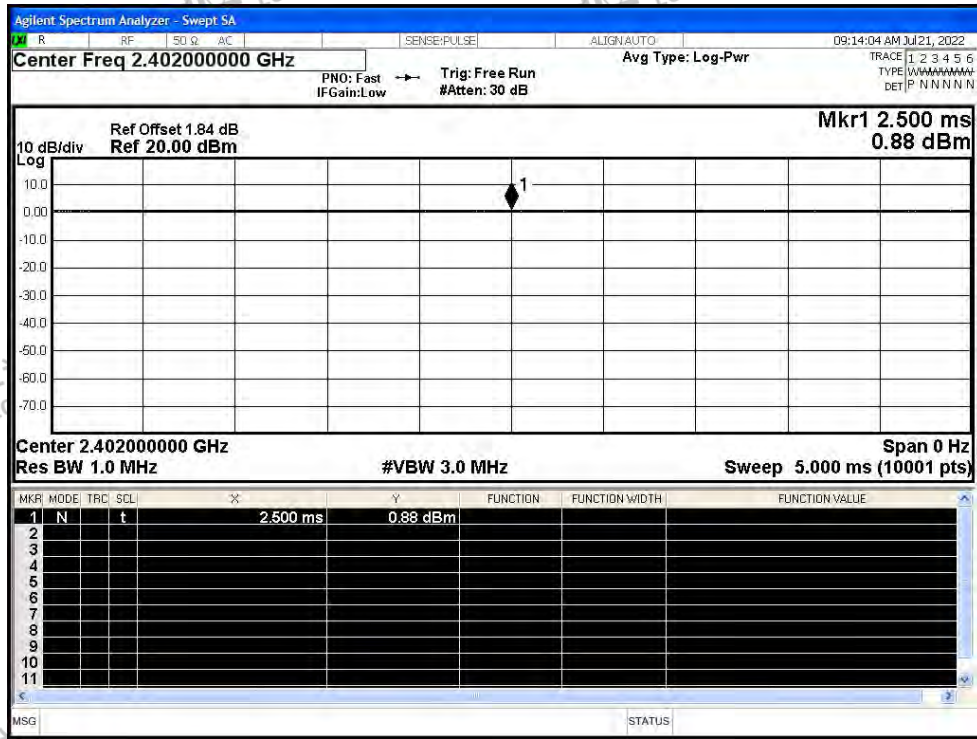 Agilent Spectrum Analyzer - Swept SA
R RF 50 Ω AC SENSE:PULSE ALIGN AUTO 09:14:04 AM Jul 21, 2022
Center Freq 2.402000000 GHz Avg Type: Log-Pwr TRACE 1 2 3 4 5 6
PNO: Fast Trig: Free Run TYPE WWWWWW
IFGain:Low #Atten: 30 dB DET P N N N N N
Mkr1 2.500 ms
Ref Offset 1.84 dB
10 dB/div Ref 20.00 dBm 0.88 dBm
Log
10.0
1
0.00
-10.0
-20.0
-30.0
-40.0
-50.0
-60.0
-70.0
Center 2.402000000 GHz Span 0 Hz
Res BW 1.0 MHz #VBW 3.0 MHz Sweep 5.000 ms (10001 pts)
MKR MODE TRC SCL X Y FUNCTION FUNCTION WIDTH FUNCTION VALUE
1 N t 2.500 ms 0.88 dBm
2
3
4
5
6
7
8
9
10
11
MSG STATUS